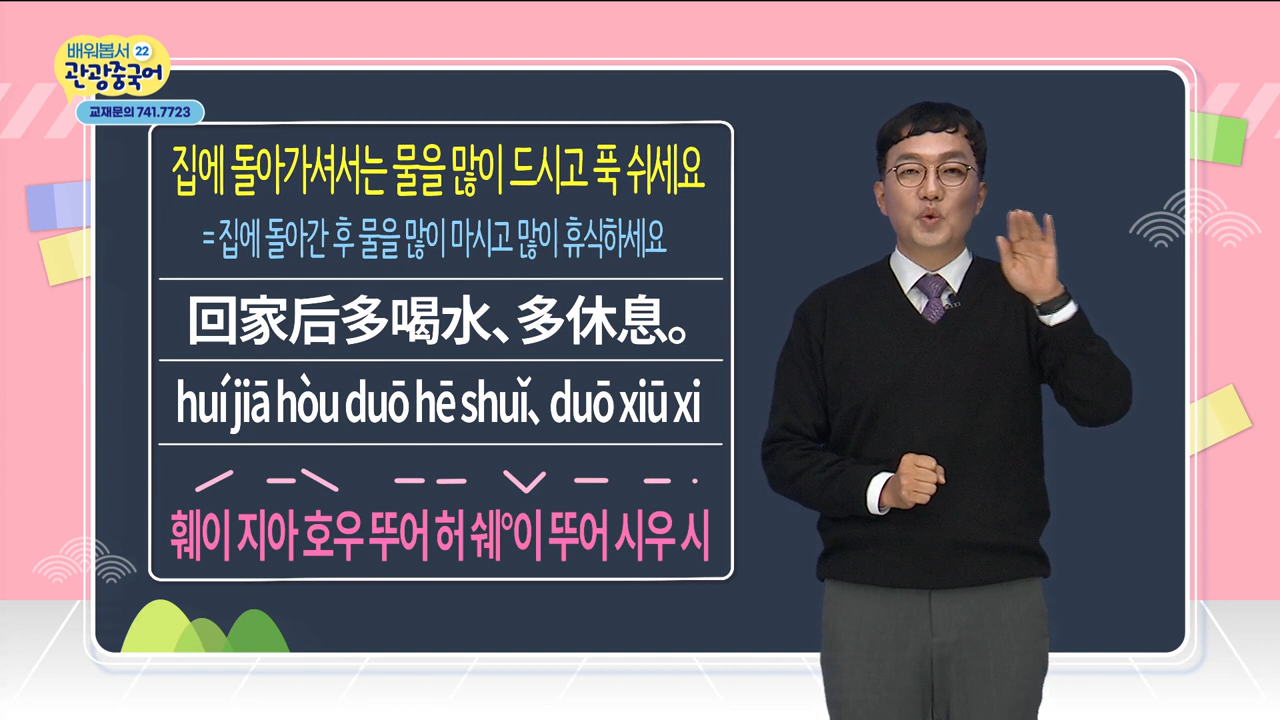 배워봅서 22
관광중국어
교재문의 741.7723
집에 돌아가셔서는 물을 많이 드시고 푹 쉬세요
= 집에 돌아간 후 물을 많이 마시고 많이 휴식하세요
回家后多喝水、多休息。
huí jiā hòu duō hē shuǐ、duō xiū xi
훼이 지아 호우 뚜어 허 쉐°이 뚜어 시우 시